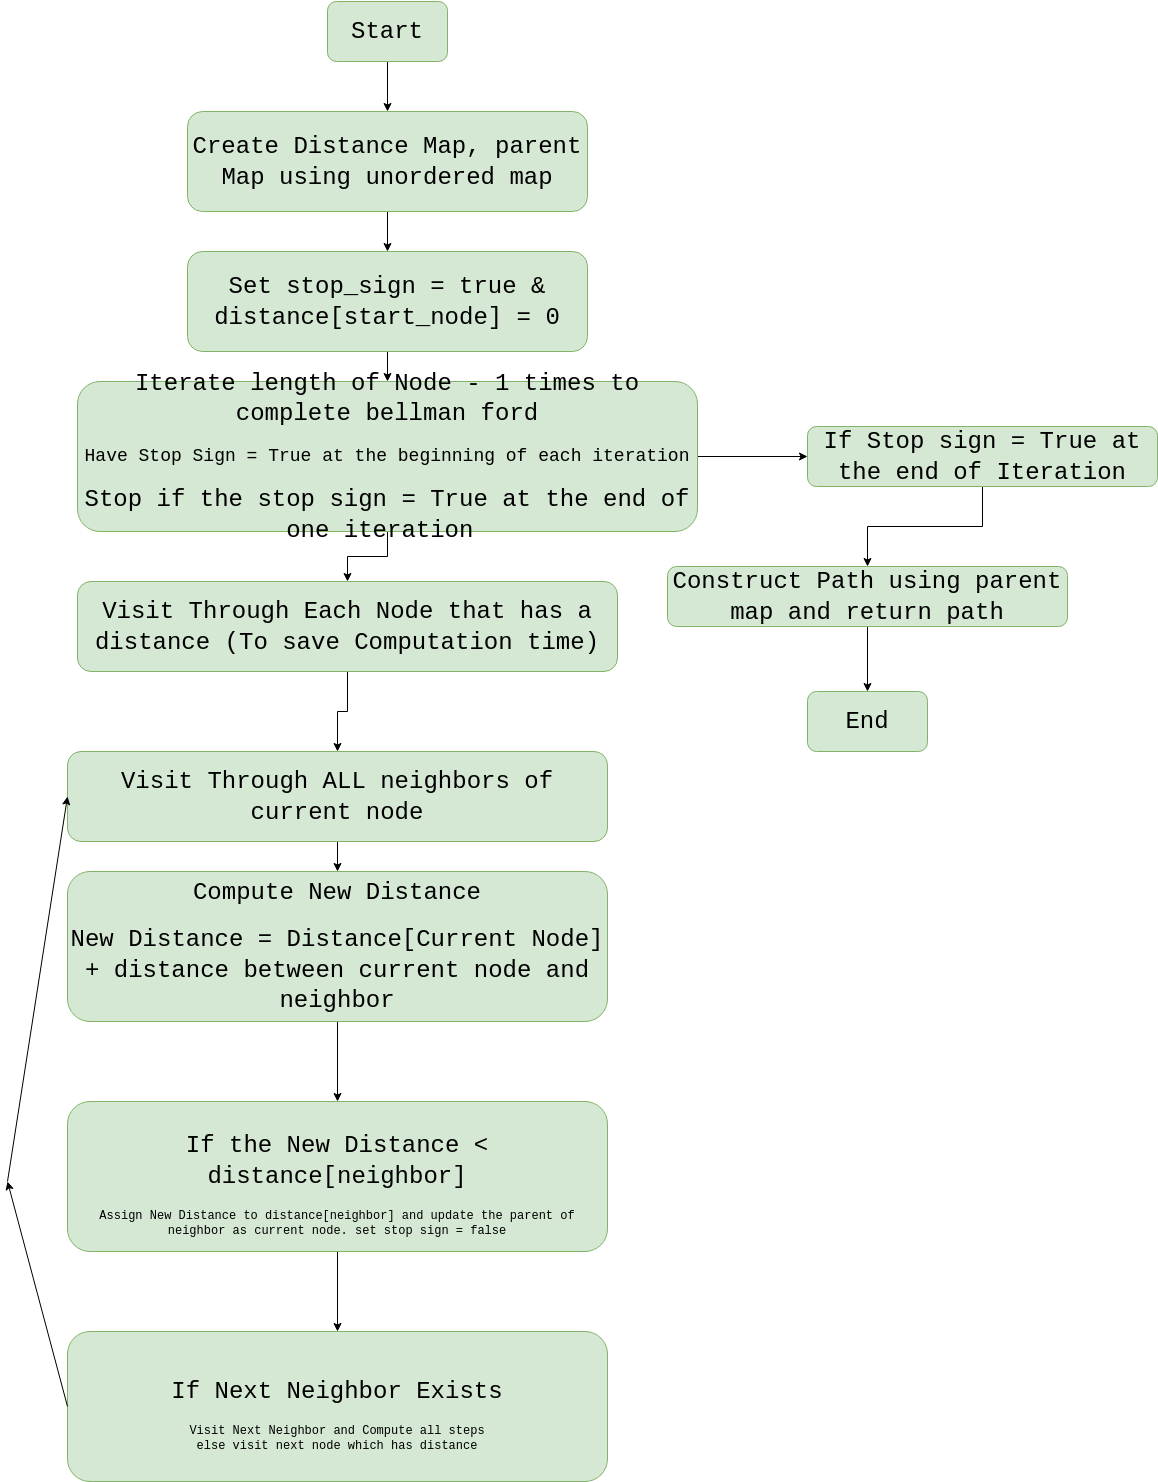 Start
Create Distance Map, parent
Map using unordered map
Set stop_sign = true &
distance[start_node] = 0
Iterate length of Node - 1 times to
complete bellman ford
Have Stop Sign = True at the beginning of each iteration
Stop if the stop sign = True at the end of
one iteration
If Stop sign = True at
the end of Iteration
Construct Path using parent
map and return path
End
Visit Through Each Node that has a
distance (To save Computation time)
Visit Through ALL neighbors of
current node
Compute New Distance
New Distance = Distance[Current Node]
+ distance between current node and
neighbor
If the New Distance <
distance[neighbor]
Assign New Distance to distance[neighbor] and update the parent of
neighbor as current node. set stop sign = false
If Next Neighbor Exists
Visit Next Neighbor and Compute all steps
else visit next node which has distance